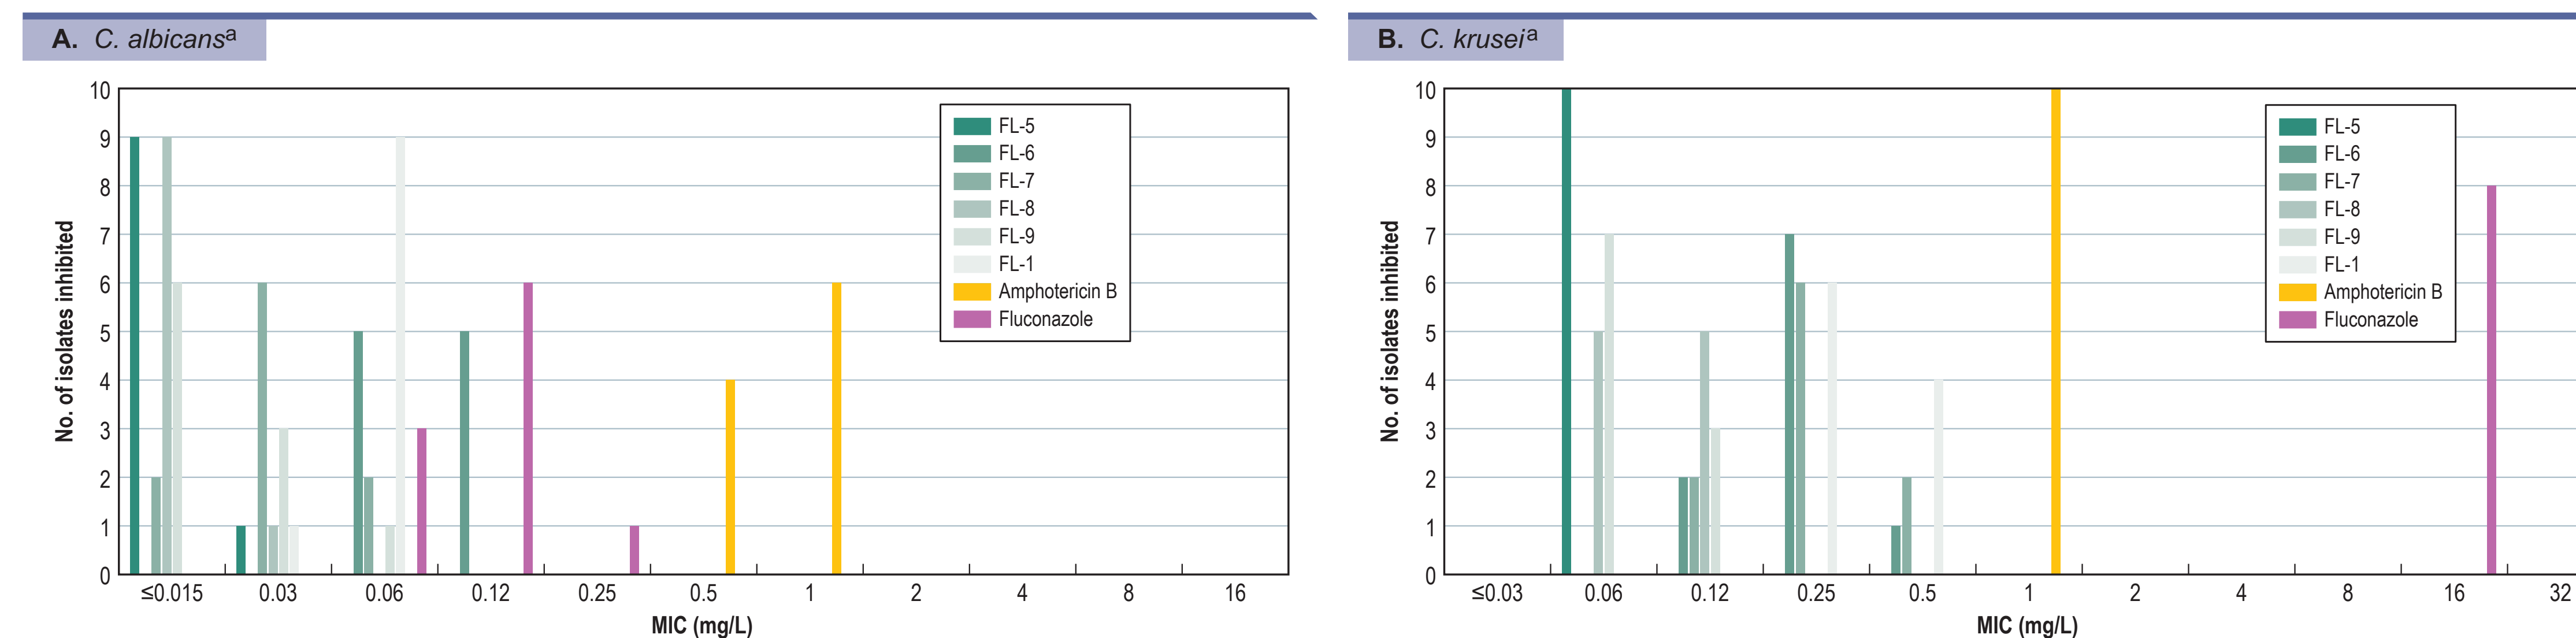 A. C. albicansᵃ
10
9
8
7
6
5
4
3
2
1
0
No. of isolates inhibited
FL-5
FL-6
FL-7
FL-8
FL-9
FL-1
Amphotericin B
Fluconazole
≤0.015 0.03 0.06 0.12 0.25 0.5 1 2 4 8 16
MIC (mg/L)
B. C. kruseiᵃ
10
9
8
7
6
5
4
3
2
1
0
No. of isolates inhibited
FL-5
FL-6
FL-7
FL-8
FL-9
FL-1
Amphotericin B
Fluconazole
≤0.03 0.06 0.12 0.25 0.5 1 2 4 8 16 32
MIC (mg/L)